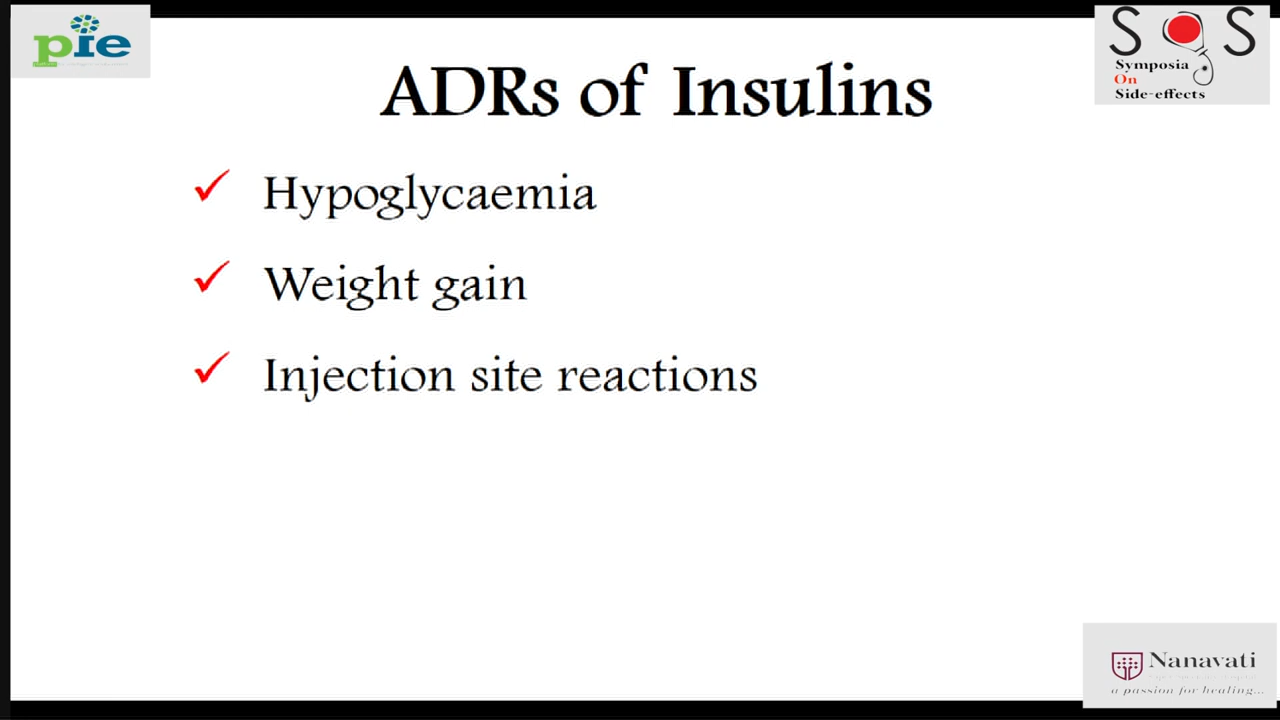 pie
S S
Symposia
On
Side-effects
ADRs of Insulins
✓ Hypoglycaemia
✓ Weight gain
✓ Injection site reactions
Nanavati
a passion for healing...